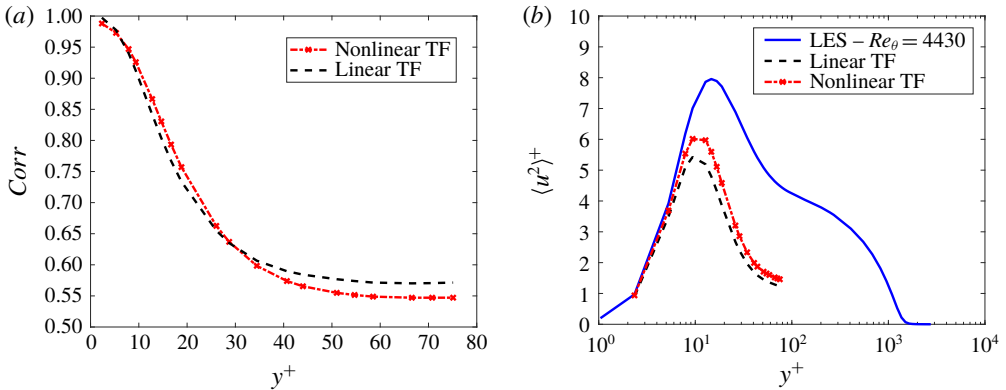 (a)
1.00
0.95
0.90
0.85
0.80
0.75
0.70
0.65
0.60
0.55
0.50
Corr
Nonlinear TF
Linear TF
0 10 20 30 40 50 60 70 80
y⁺
(b)
9
8
7
6
5
4
3
2
1
0
⟨u²⟩⁺
LES – Reθ = 4430
Linear TF
Nonlinear TF
10⁰ 10¹ 10² 10³ 10⁴
y⁺